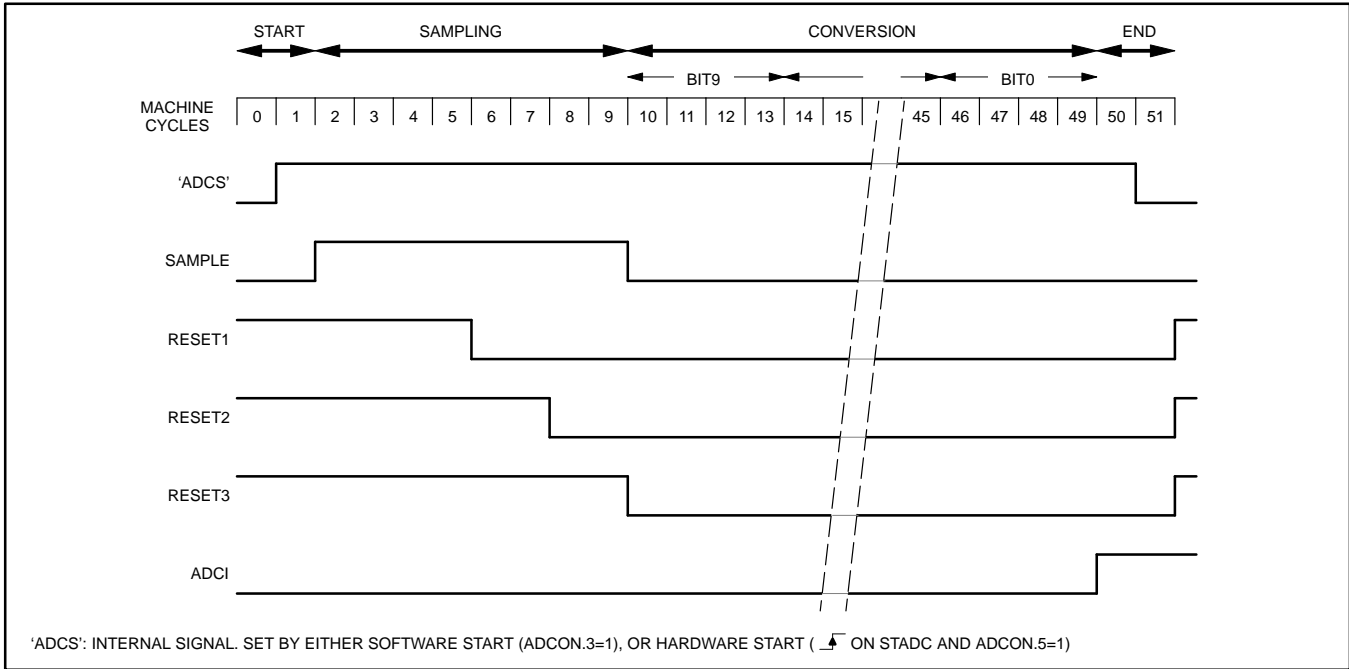 START SAMPLING CONVERSION END
BIT9 BIT0
MACHINE
CYCLES
0 1 2 3 4 5 6 7 8 9 10 11 12 13 14 15 45 46 47 48 49 50 51
‘ADCS’
SAMPLE
RESET1
RESET2
RESET3
ADCI
‘ADCS’: INTERNAL SIGNAL. SET BY EITHER SOFTWARE START (ADCON.3=1), OR HARDWARE START ( ON STADC AND ADCON.5=1)